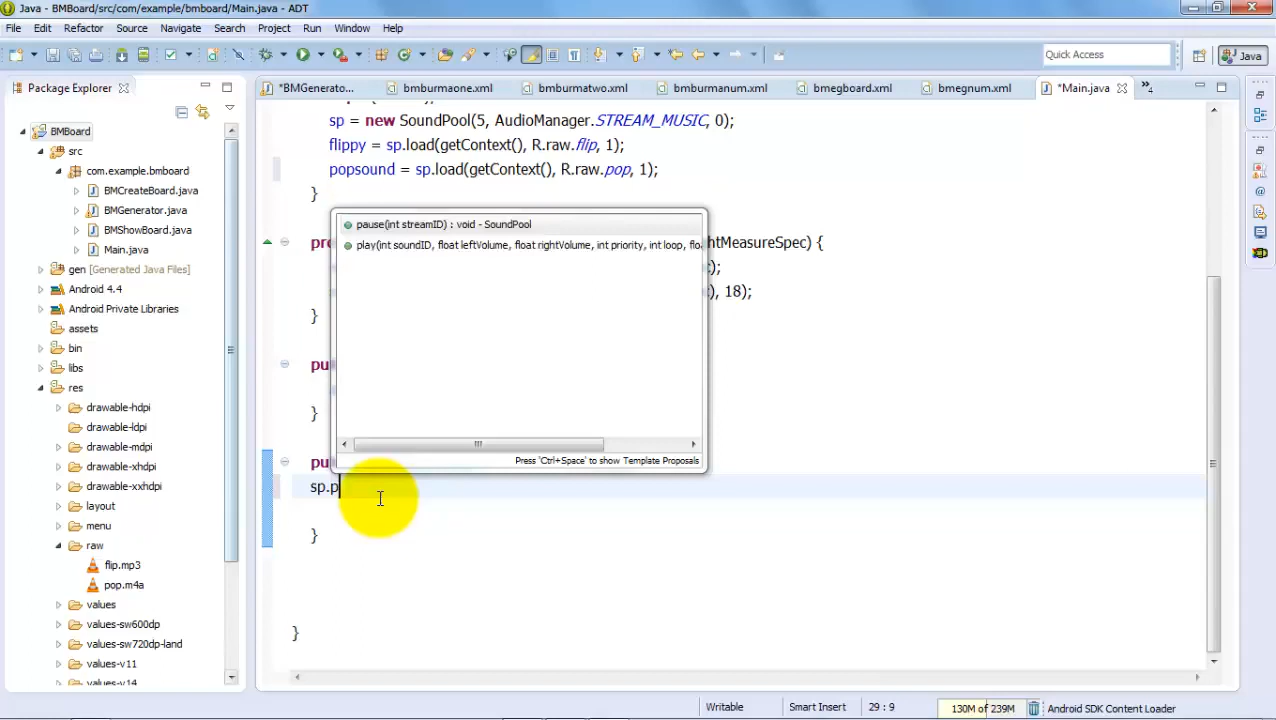 Java - BMBoard/src/com/example/bmboard/Main.java - ADT
File Edit Refactor Source Navigate Search Project Run Window Help
Quick Access
Java
Package Explorer
*BMGenerato...
bmburmaone.xml
bmburmatwo.xml
bmburmanum.xml
bmegboard.xml
bmegnum.xml
*Main.java
»4
BMBoard
src
com.example.bmboard
BMCreateBoard.java
BMGenerator.java
BMShowBoard.java
Main.java
gen [Generated Java Files]
Android 4.4
Android Private Libraries
assets
bin
libs
res
drawable-hdpi
drawable-ldpi
drawable-mdpi
drawable-xhdpi
drawable-xxhdpi
layout
menu
raw
flip.mp3
pop.m4a
values
values-sw600dp
values-sw720dp-land
values-v11
values-v14
sp = new SoundPool(5, AudioManager.STREAM_MUSIC, 0);
flippy = sp.load(getContext(), R.raw.flip, 1);
popsound = sp.load(getContext(), R.raw.pop, 1);
}
pause(int streamID) : void - SoundPool
play(int soundID, float leftVolume, float rightVolume, int priority, int loop, floa
Press 'Ctrl+Space' to show Template Proposals
pro htMeasureSpec) {
);
), 18);
}
pu
}
pu
sp.p
}
}
Writable
Smart Insert
29 : 9
130M of 239M
Android SDK Content Loader